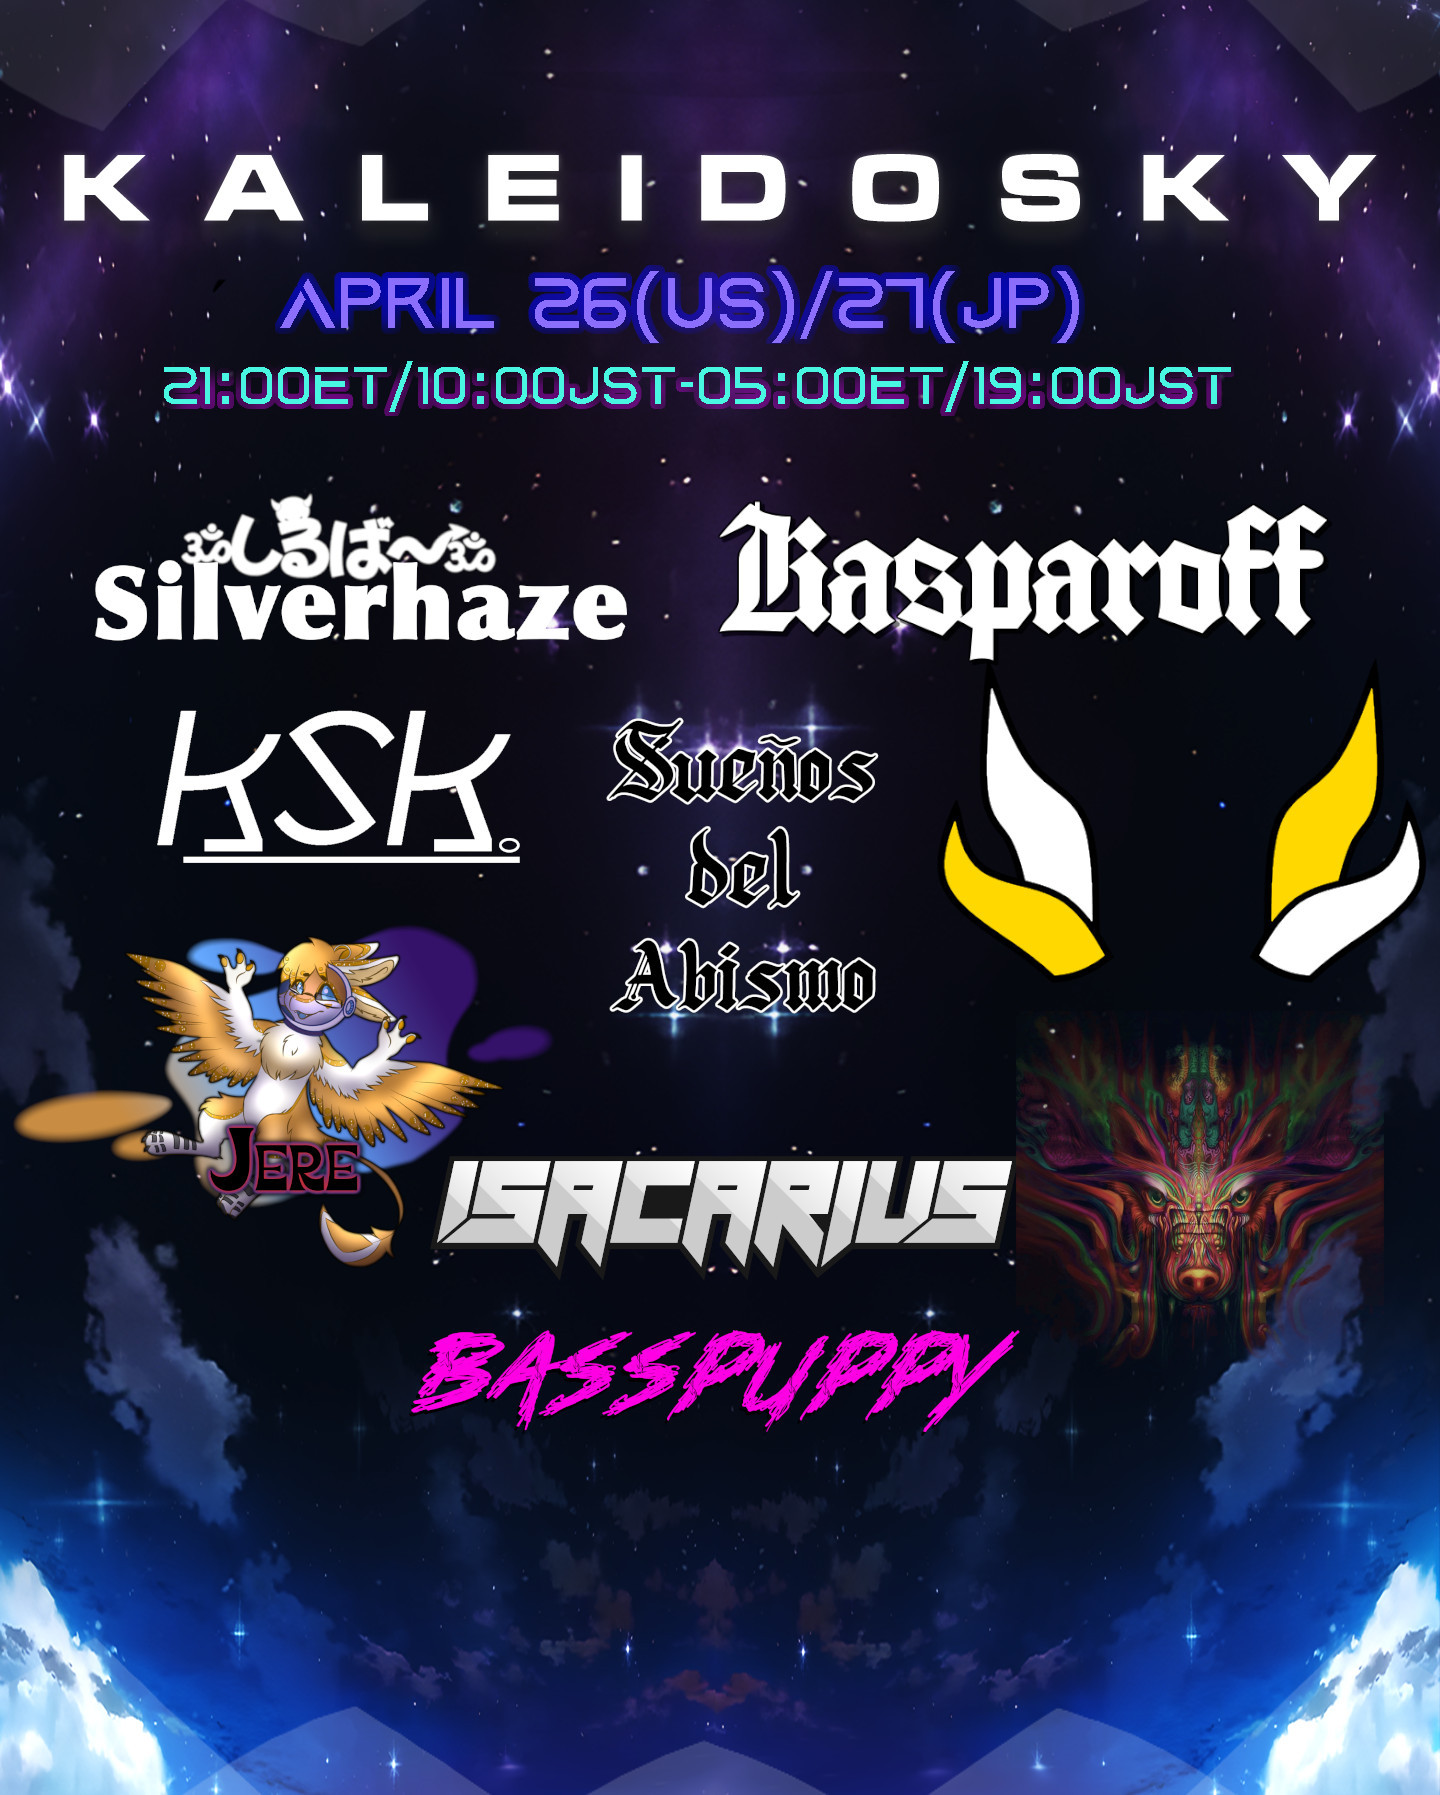 KALEIDOSKY
APRIL 26(US)/27(JP)
21:00ET/10:00JST-05:00ET/19:00JST
ॐしるば〜ॐ
Silverhaze
Kasparoff
KSK.
Sueños
del
Abismo
JERE
ISACARIUS
BASSPUPPY